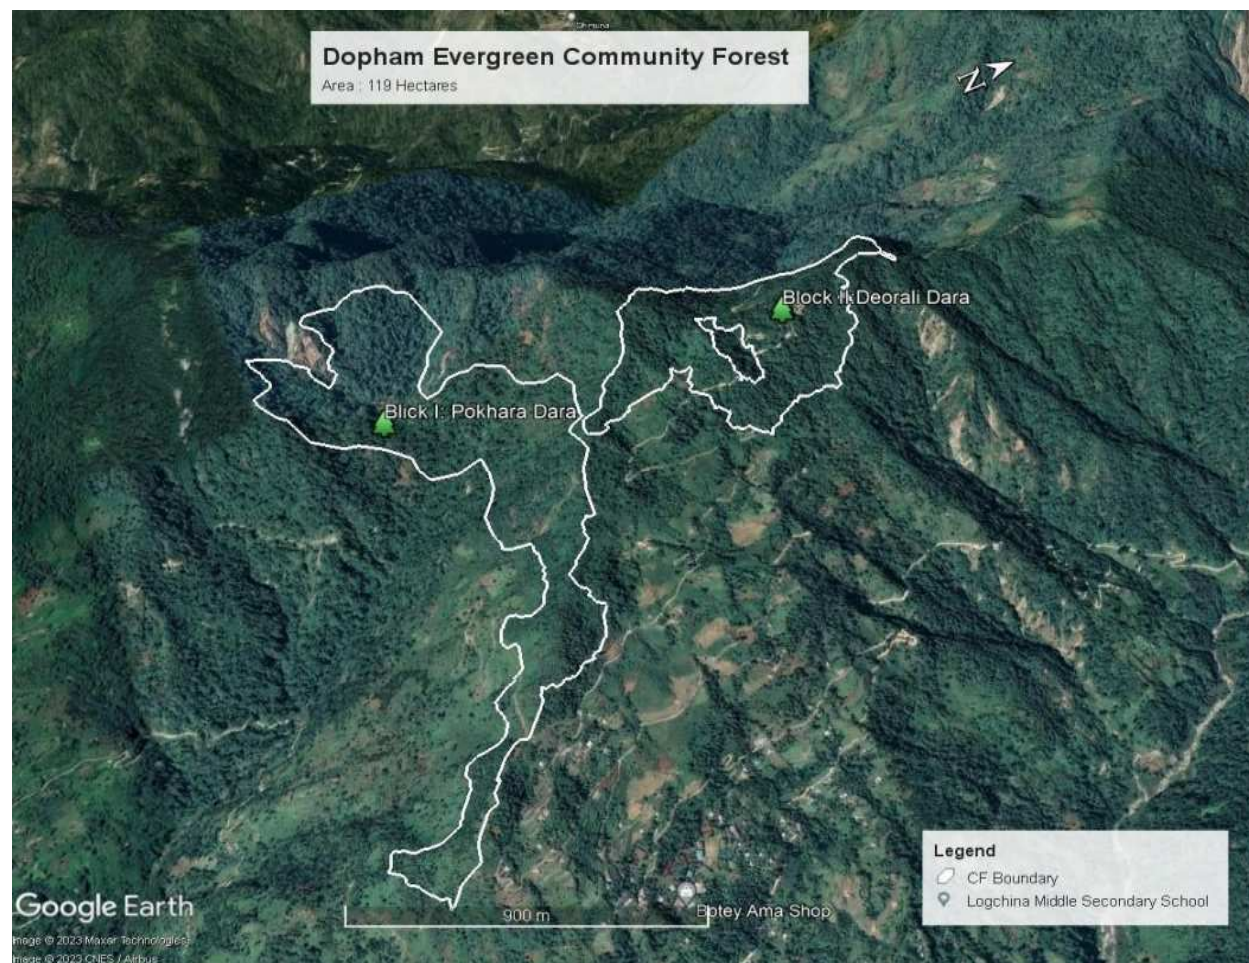 Dopham Evergreen Community Forest
Area : 119 Hectares
N
Block II:Deorali Dara
Blick I: Pokhara Dara
Legend
CF Boundary
Logchina Middle Secondary School
Google Earth
900 m
Botey Ama Shop
Image © 2023 Maxar Technologies
Image © 2023 CNES / Airbus